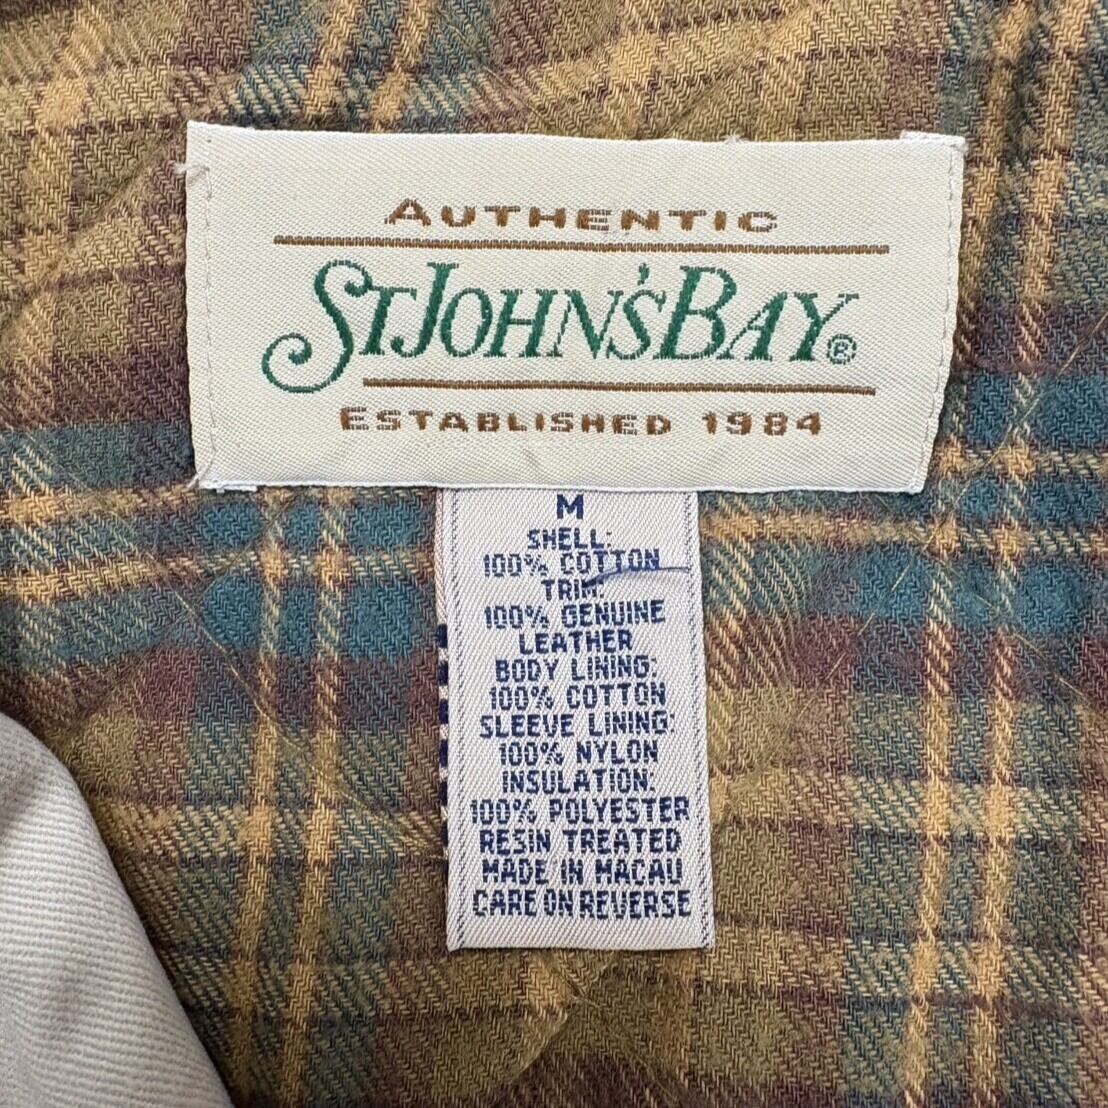 AUTHENTIC
ST JOHN'S BAY®
ESTABLISHED 1984
M
SHELL:
100% COTTON
TRIM:
100% GENUINE
LEATHER
BODY LINING:
100% COTTON
SLEEVE LINING:
100% NYLON
INSULATION:
100% POLYESTER
RESIN TREATED
MADE IN MACAU
CARE ON REVERSE